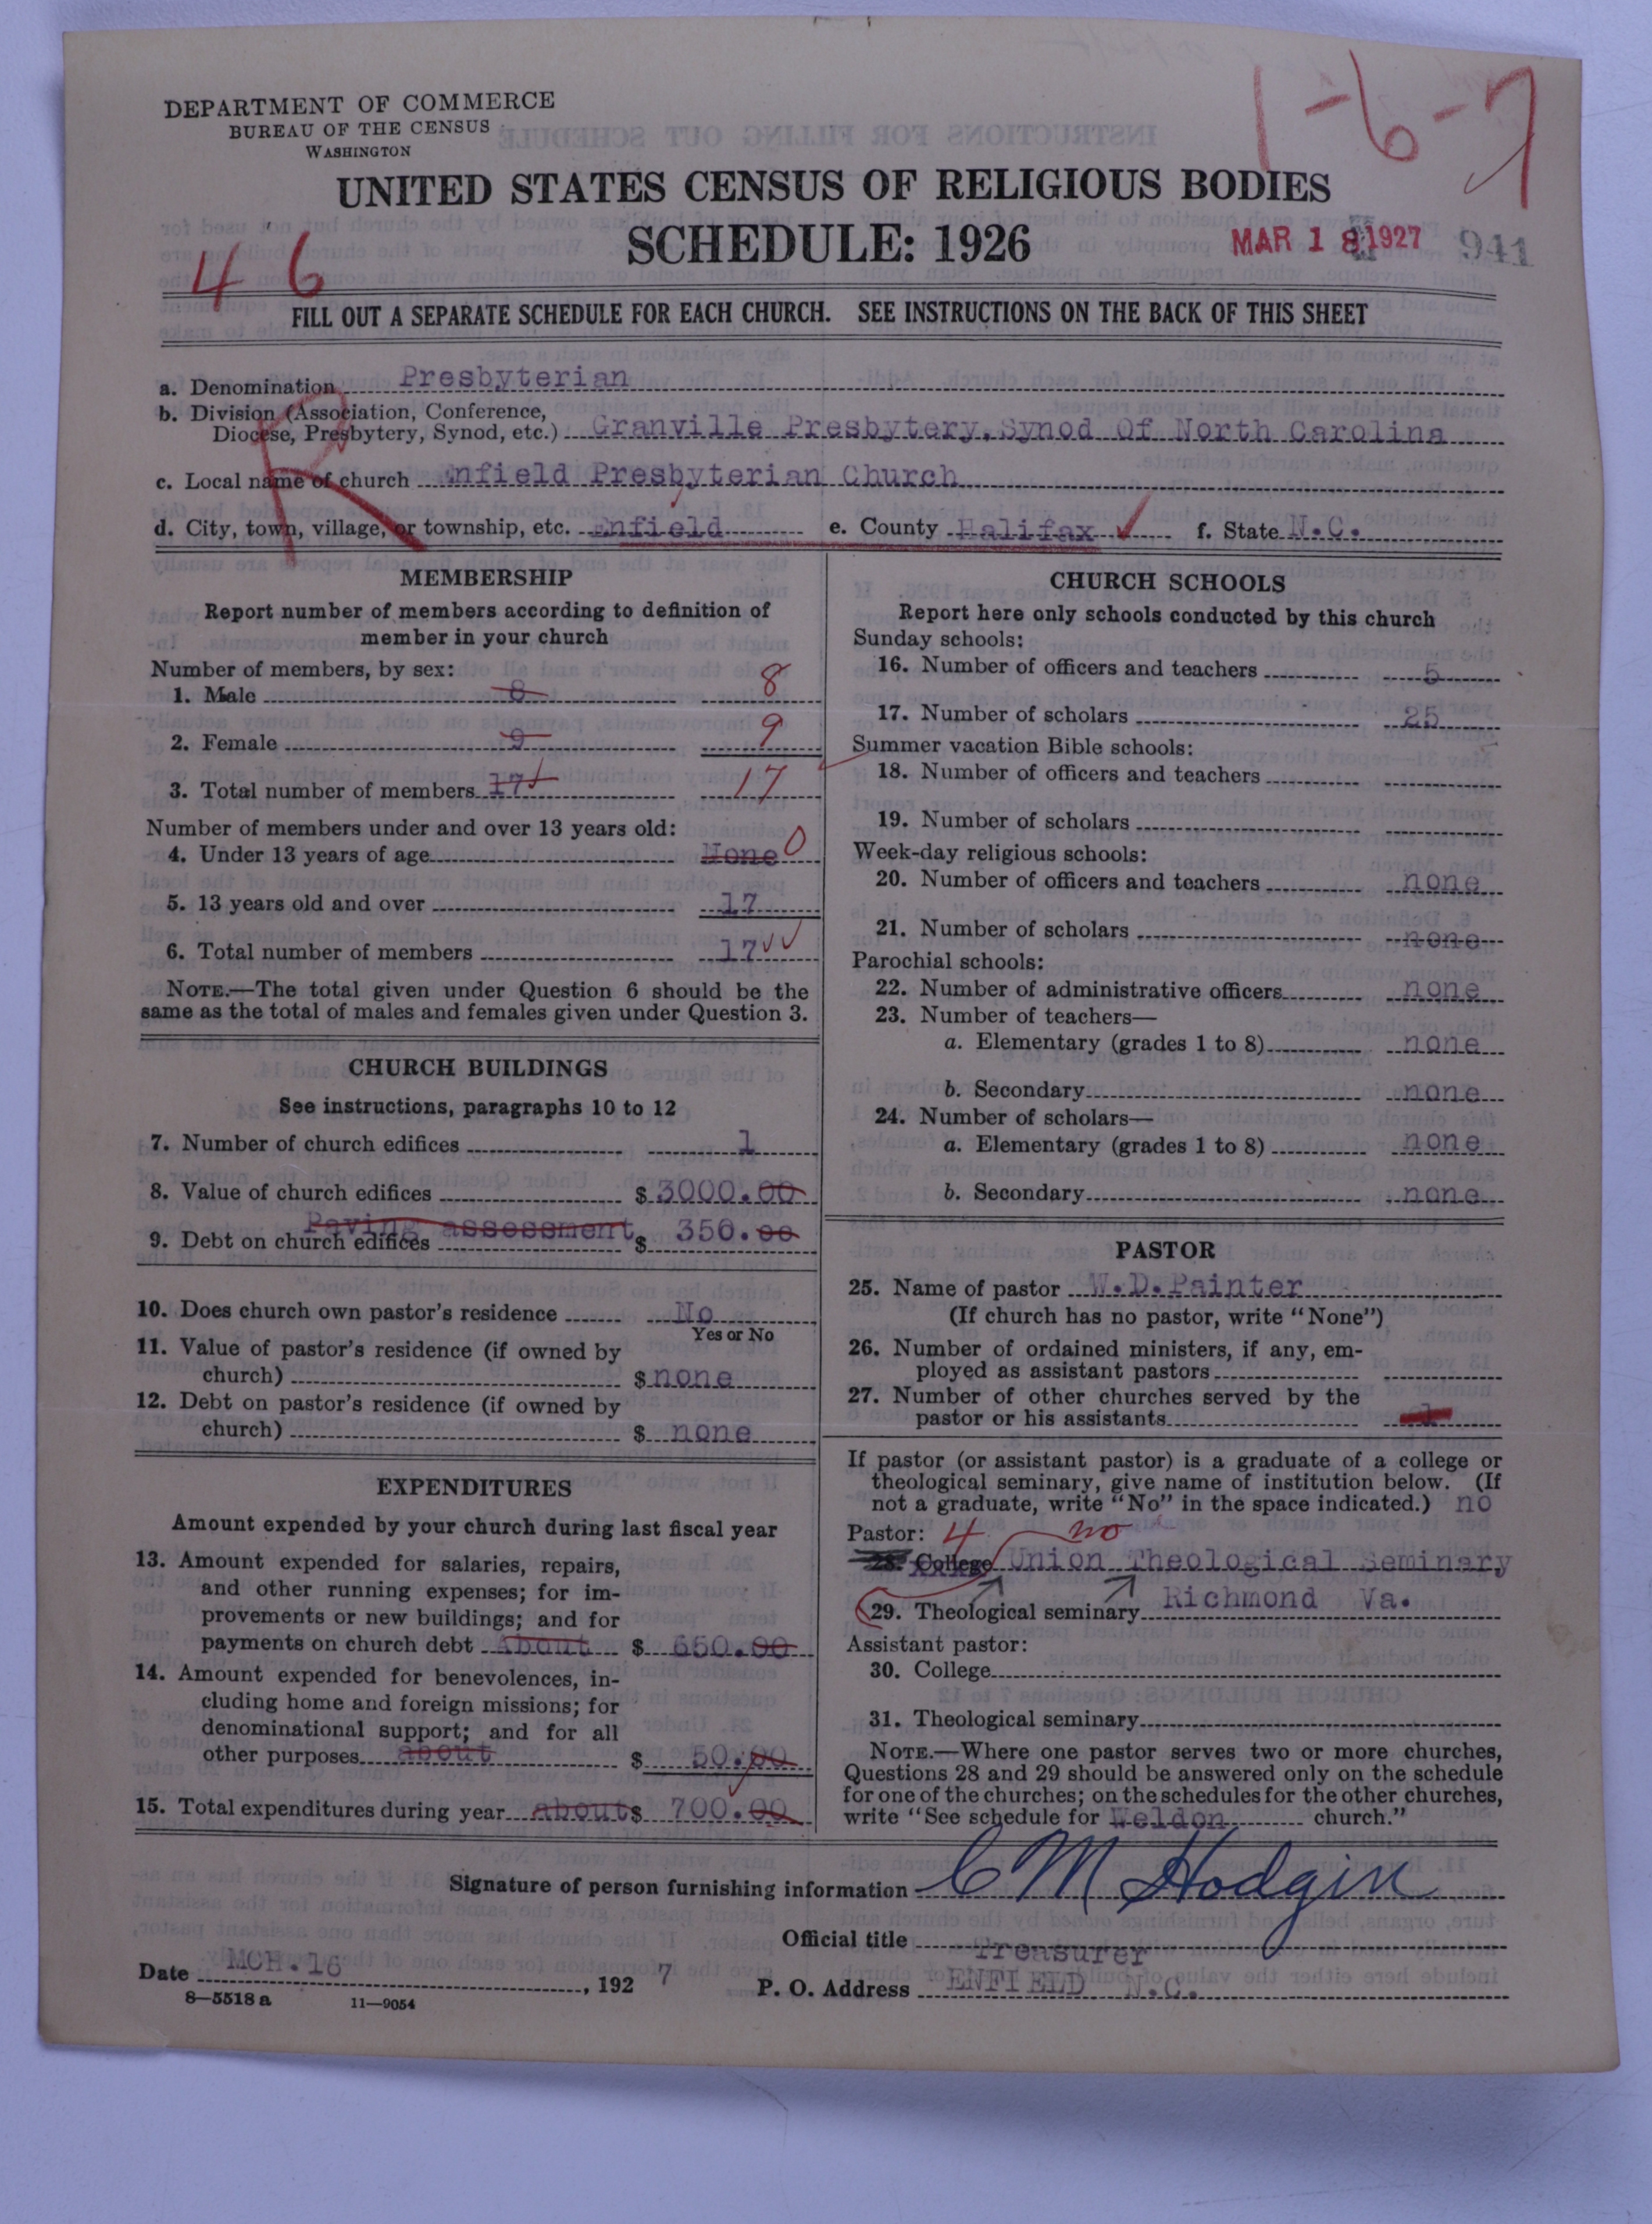 DEPARTMENT OF COMMERCE
BUREAU OF THE CENSUS
WASHINGTON
1-6-7
UNITED STATES CENSUS OF RELIGIOUS BODIES
SCHEDULE: 1926
46
MAR 18 1927
941
FILL OUT A SEPARATE SCHEDULE FOR EACH CHURCH. SEE INSTRUCTIONS ON THE BACK OF THIS SHEET
R
a. Denomination Presbyterian
b. Division (Association, Conference,
Diocese, Presbytery, Synod, etc.) Granville Presbytery, Synod Of North Carolina
c. Local name of church Enfield Presbyterian Church
d. City, town, village, or township, etc. Enfield e. County Halifax ✓ f. State N.C.
MEMBERSHIP
Report number of members according to definition of
member in your church
Number of members, by sex:
1. Male 8 8
2. Female 9 9
3. Total number of members 17 17
Number of members under and over 13 years old:
4. Under 13 years of age None 0
5. 13 years old and over 17
6. Total number of members 17 ✓✓
NOTE.—The total given under Question 6 should be the
same as the total of males and females given under Question 3.
CHURCH BUILDINGS
See instructions, paragraphs 10 to 12
7. Number of church edifices 1
8. Value of church edifices $3000.00
Paving assessment
9. Debt on church edifices $ 350.00
10. Does church own pastor's residence No
Yes or No
11. Value of pastor's residence (if owned by
church) $ none
12. Debt on pastor's residence (if owned by
church) $ none
EXPENDITURES
Amount expended by your church during last fiscal year
13. Amount expended for salaries, repairs,
and other running expenses; for im-
provements or new buildings; and for
payments on church debt About $ 650.00
14. Amount expended for benevolences, in-
cluding home and foreign missions; for
denominational support; and for all
other purposes about $ 50.00
15. Total expenditures during year about $ 700.00
CHURCH SCHOOLS
Report here only schools conducted by this church
Sunday schools:
16. Number of officers and teachers 5
17. Number of scholars 25
Summer vacation Bible schools:
18. Number of officers and teachers
19. Number of scholars
Week-day religious schools:
20. Number of officers and teachers none
21. Number of scholars none
Parochial schools:
22. Number of administrative officers none
23. Number of teachers—
a. Elementary (grades 1 to 8) none
b. Secondary none
24. Number of scholars—
a. Elementary (grades 1 to 8) none
b. Secondary none
PASTOR
25. Name of pastor W.D.Painter
(If church has no pastor, write "None")
26. Number of ordained ministers, if any, em-
ployed as assistant pastors
27. Number of other churches served by the
pastor or his assistants
If pastor (or assistant pastor) is a graduate of a college or
theological seminary, give name of institution below. (If
not a graduate, write "No" in the space indicated.) no
Pastor: 4 no
28. College Union Theological Seminary
29. Theological seminary Richmond Va.
Assistant pastor:
30. College
31. Theological seminary
NOTE.—Where one pastor serves two or more churches,
Questions 28 and 29 should be answered only on the schedule
for one of the churches; on the schedules for the other churches,
write "See schedule for Weldon church."
Signature of person furnishing information C M Hodgin
Official title Treasurer
Date MCH.16, 1927 P. O. Address ENFIELD N.C.
8—5518 a 11—9054